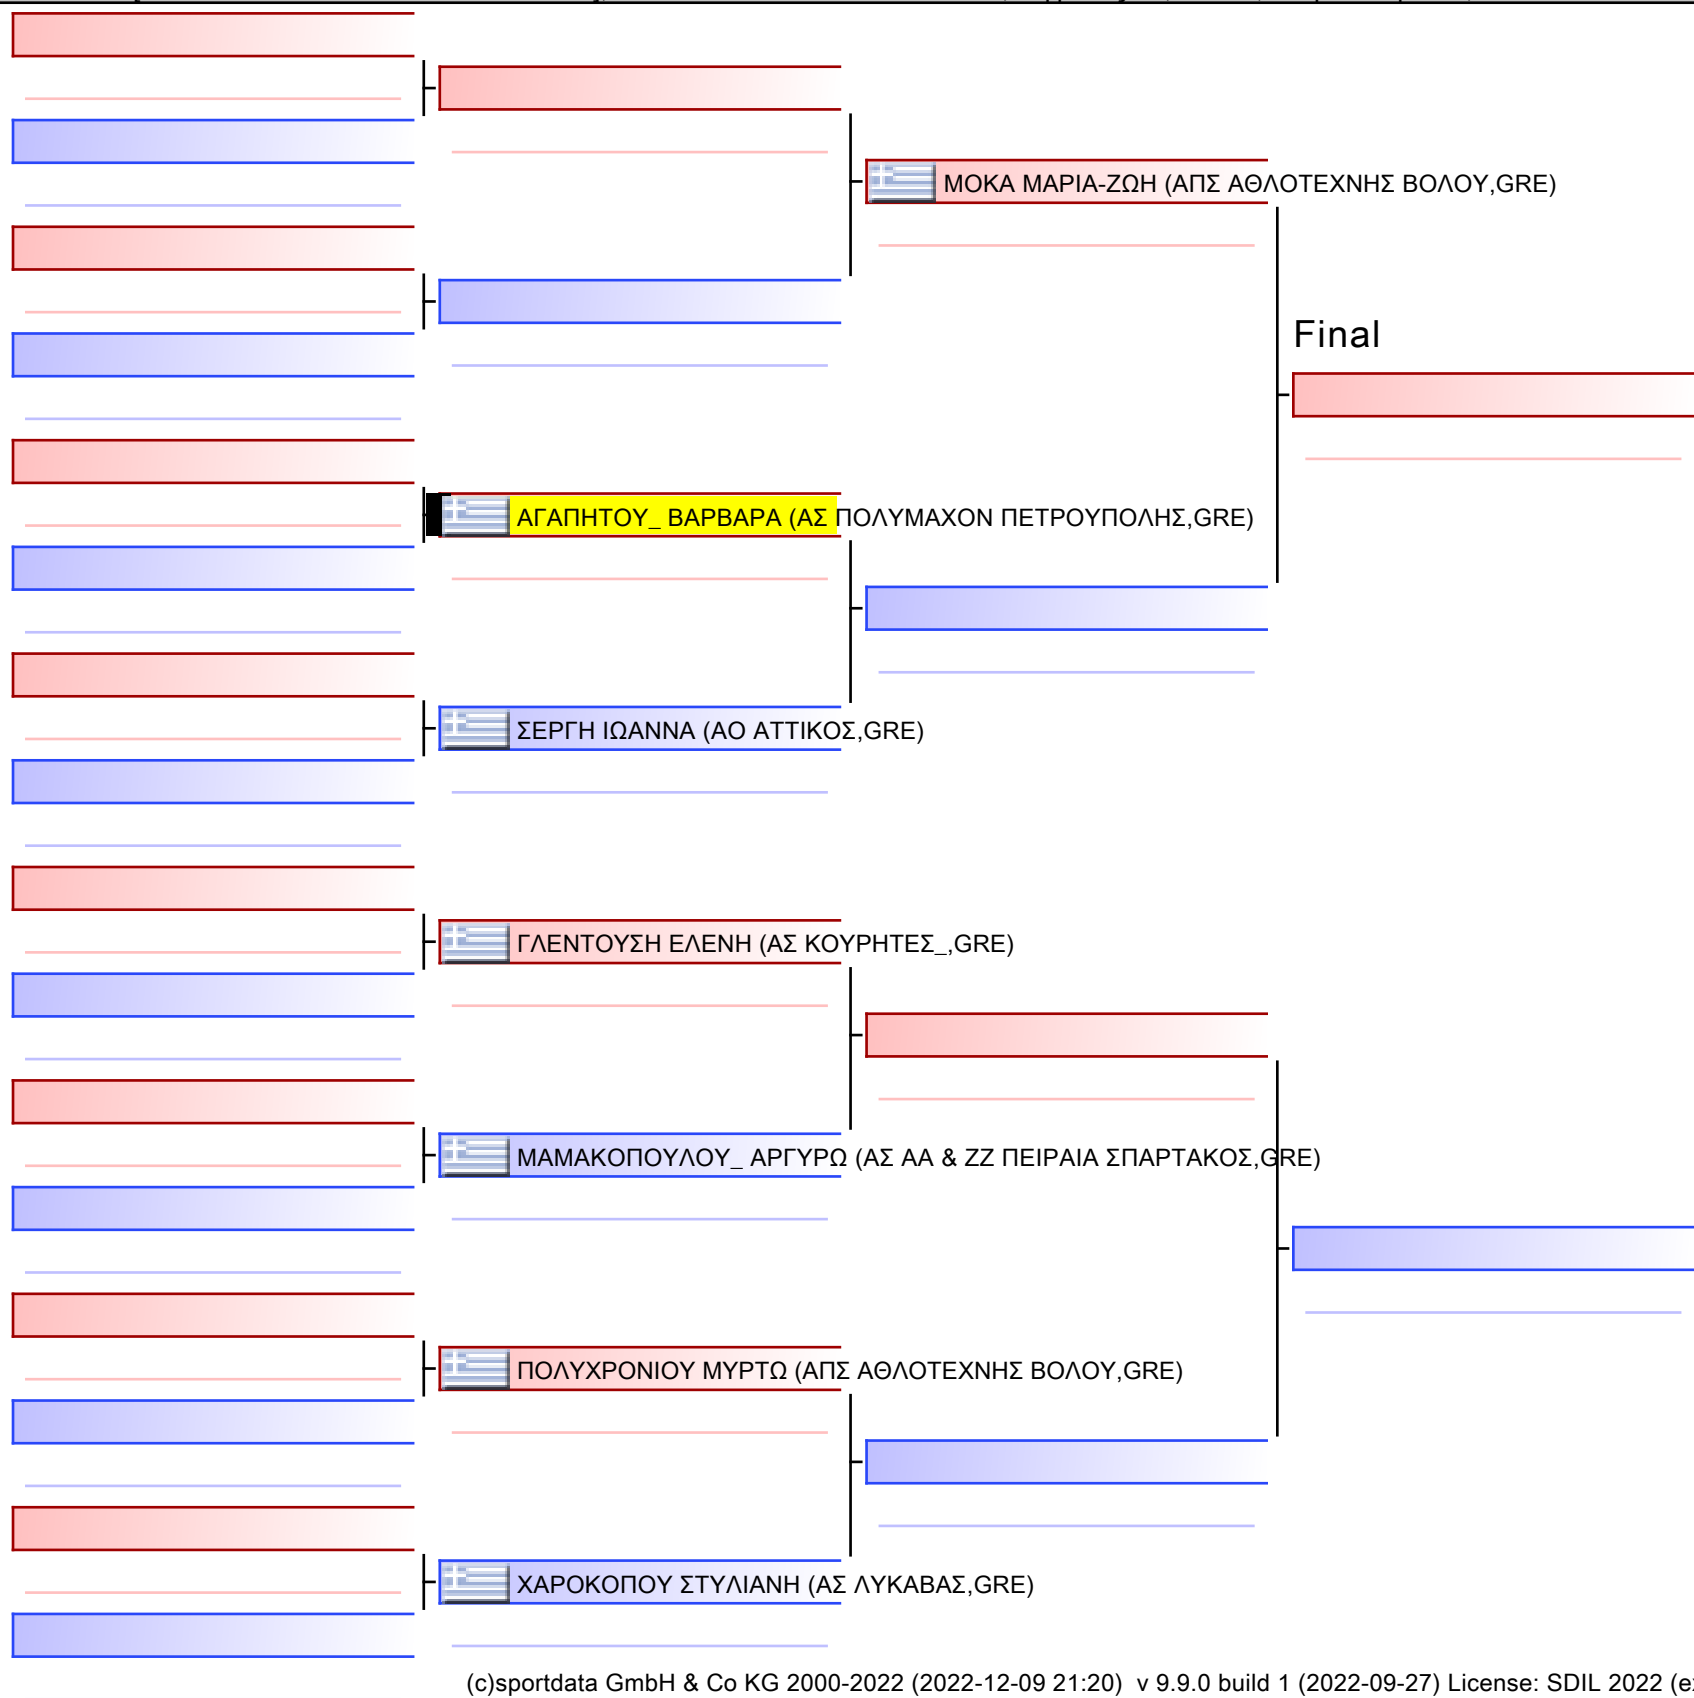 ΜΟΚΑ ΜΑΡΙΑ-ΖΩΗ (ΑΠΣ ΑΘΛΟΤΕΧΝΗΣ ΒΟΛΟΥ,GRE)
Final
ΑΓΑΠΗΤΟΥ_ ΒΑΡΒΑΡΑ (ΑΣ ΠΟΛΥΜΑΧΟΝ ΠΕΤΡΟΥΠΟΛΗΣ,GRE)
ΣΕΡΓΗ ΙΩΑΝΝΑ (ΑΟ ΑΤΤΙΚΟΣ,GRE)
ΓΛΕΝΤΟΥΣΗ ΕΛΕΝΗ (ΑΣ ΚΟΥΡΗΤΕΣ_,GRE)
ΜΑΜΑΚΟΠΟΥΛΟΥ_ ΑΡΓΥΡΩ (ΑΣ ΑΑ & ΖΖ ΠΕΙΡΑΙΑ ΣΠΑΡΤΑΚΟΣ,GRE)
ΠΟΛΥΧΡΟΝΙΟΥ ΜΥΡΤΩ (ΑΠΣ ΑΘΛΟΤΕΧΝΗΣ ΒΟΛΟΥ,GRE)
ΧΑΡΟΚΟΠΟΥ ΣΤΥΛΙΑΝΗ (ΑΣ ΛΥΚΑΒΑΣ,GRE)
(c)sportdata GmbH & Co KG 2000-2022 (2022-12-09 21:20) v 9.9.0 build 1 (2022-09-27) License: SDIL 2022